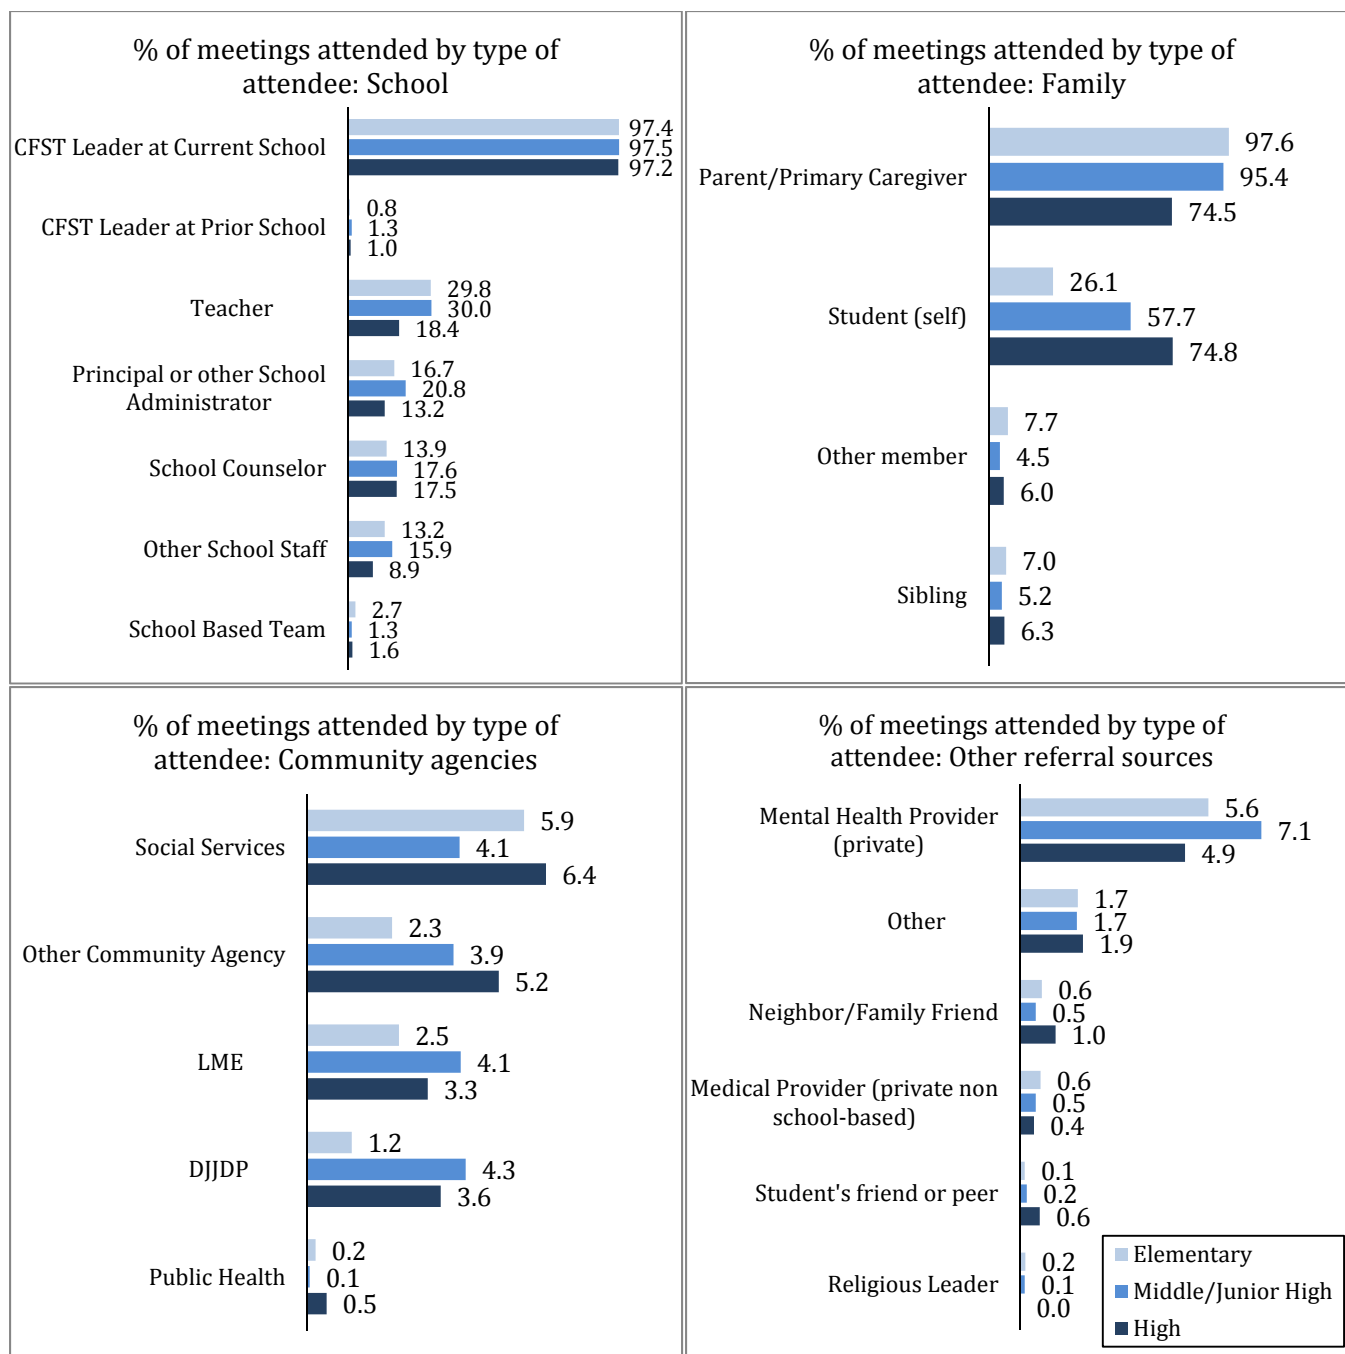 % of meetings attended by type of
attendee: School
CFST Leader at Current School
97.4
97.5
97.2
CFST Leader at Prior School
0.8
1.3
1.0
Teacher
29.8
30.0
18.4
Principal or other School
Administrator
16.7
20.8
13.2
School Counselor
13.9
17.6
17.5
Other School Staff
13.2
15.9
8.9
School Based Team
2.7
1.3
1.6
% of meetings attended by type of
attendee: Family
Parent/Primary Caregiver
97.6
95.4
74.5
Student (self)
26.1
57.7
74.8
Other member
7.7
4.5
6.0
Sibling
7.0
5.2
6.3
% of meetings attended by type of
attendee: Community agencies
Social Services
5.9
4.1
6.4
Other Community Agency
2.3
3.9
5.2
LME
2.5
4.1
3.3
DJJDP
1.2
4.3
3.6
Public Health
0.2
0.1
0.5
% of meetings attended by type of
attendee: Other referral sources
Mental Health Provider
(private)
5.6
7.1
4.9
Other
1.7
1.7
1.9
Neighbor/Family Friend
0.6
0.5
1.0
Medical Provider (private non
school-based)
0.6
0.5
0.4
Student's friend or peer
0.1
0.2
0.6
Religious Leader
0.2
0.1
0.0
Elementary
Middle/Junior High
High